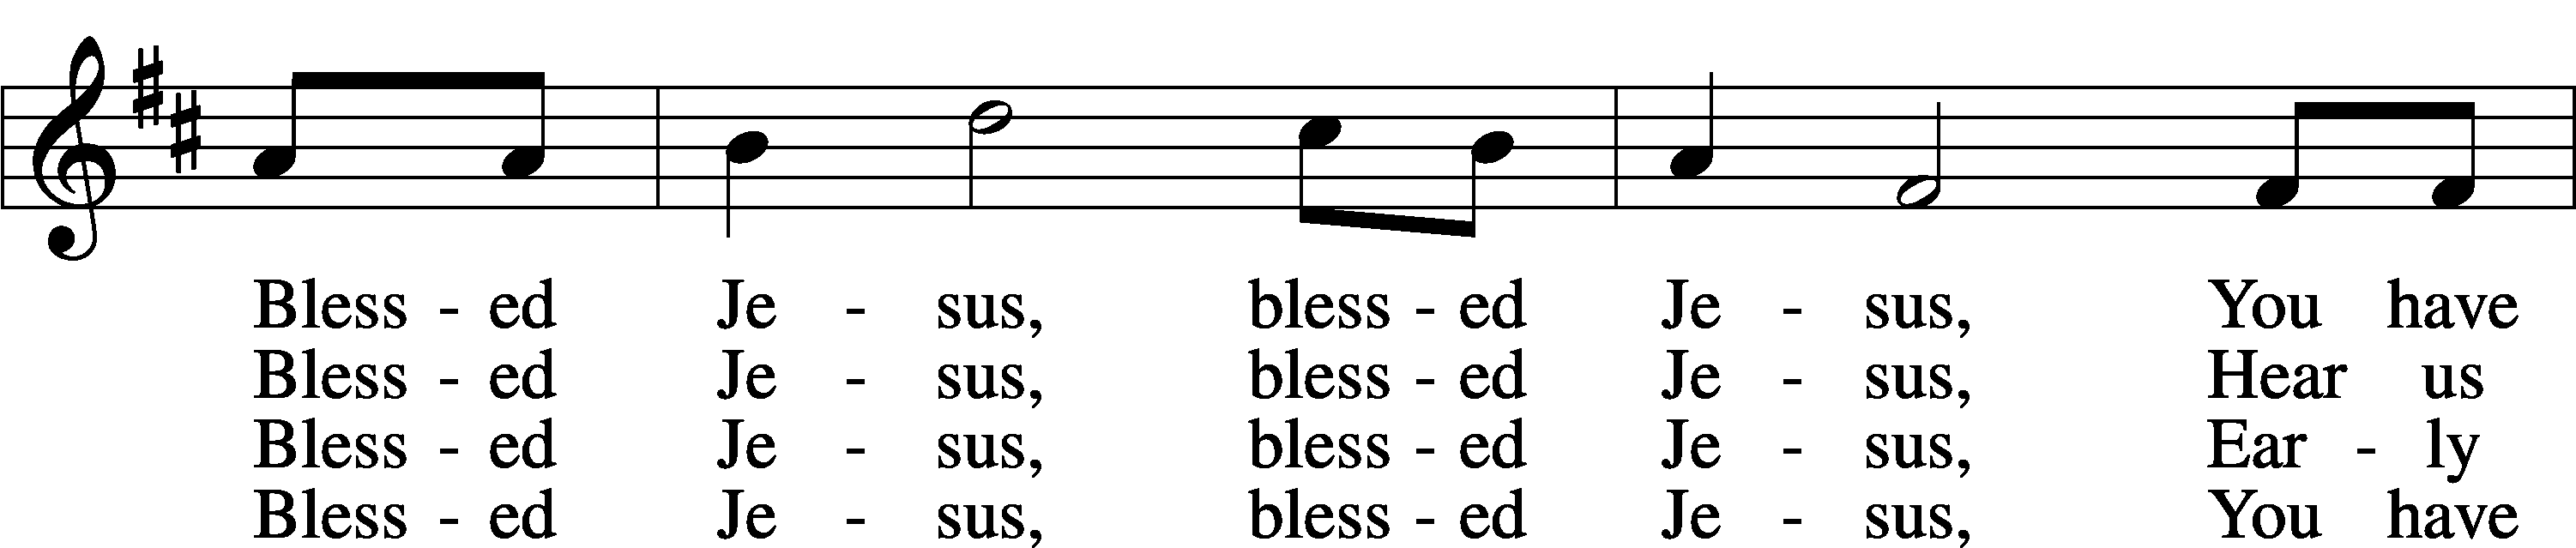 Bless - ed Je - sus, bless - ed Je - sus, You have
Bless - ed Je - sus, bless - ed Je - sus, Hear us
Bless - ed Je - sus, bless - ed Je - sus, Ear - ly
Bless - ed Je - sus, bless - ed Je - sus, You have